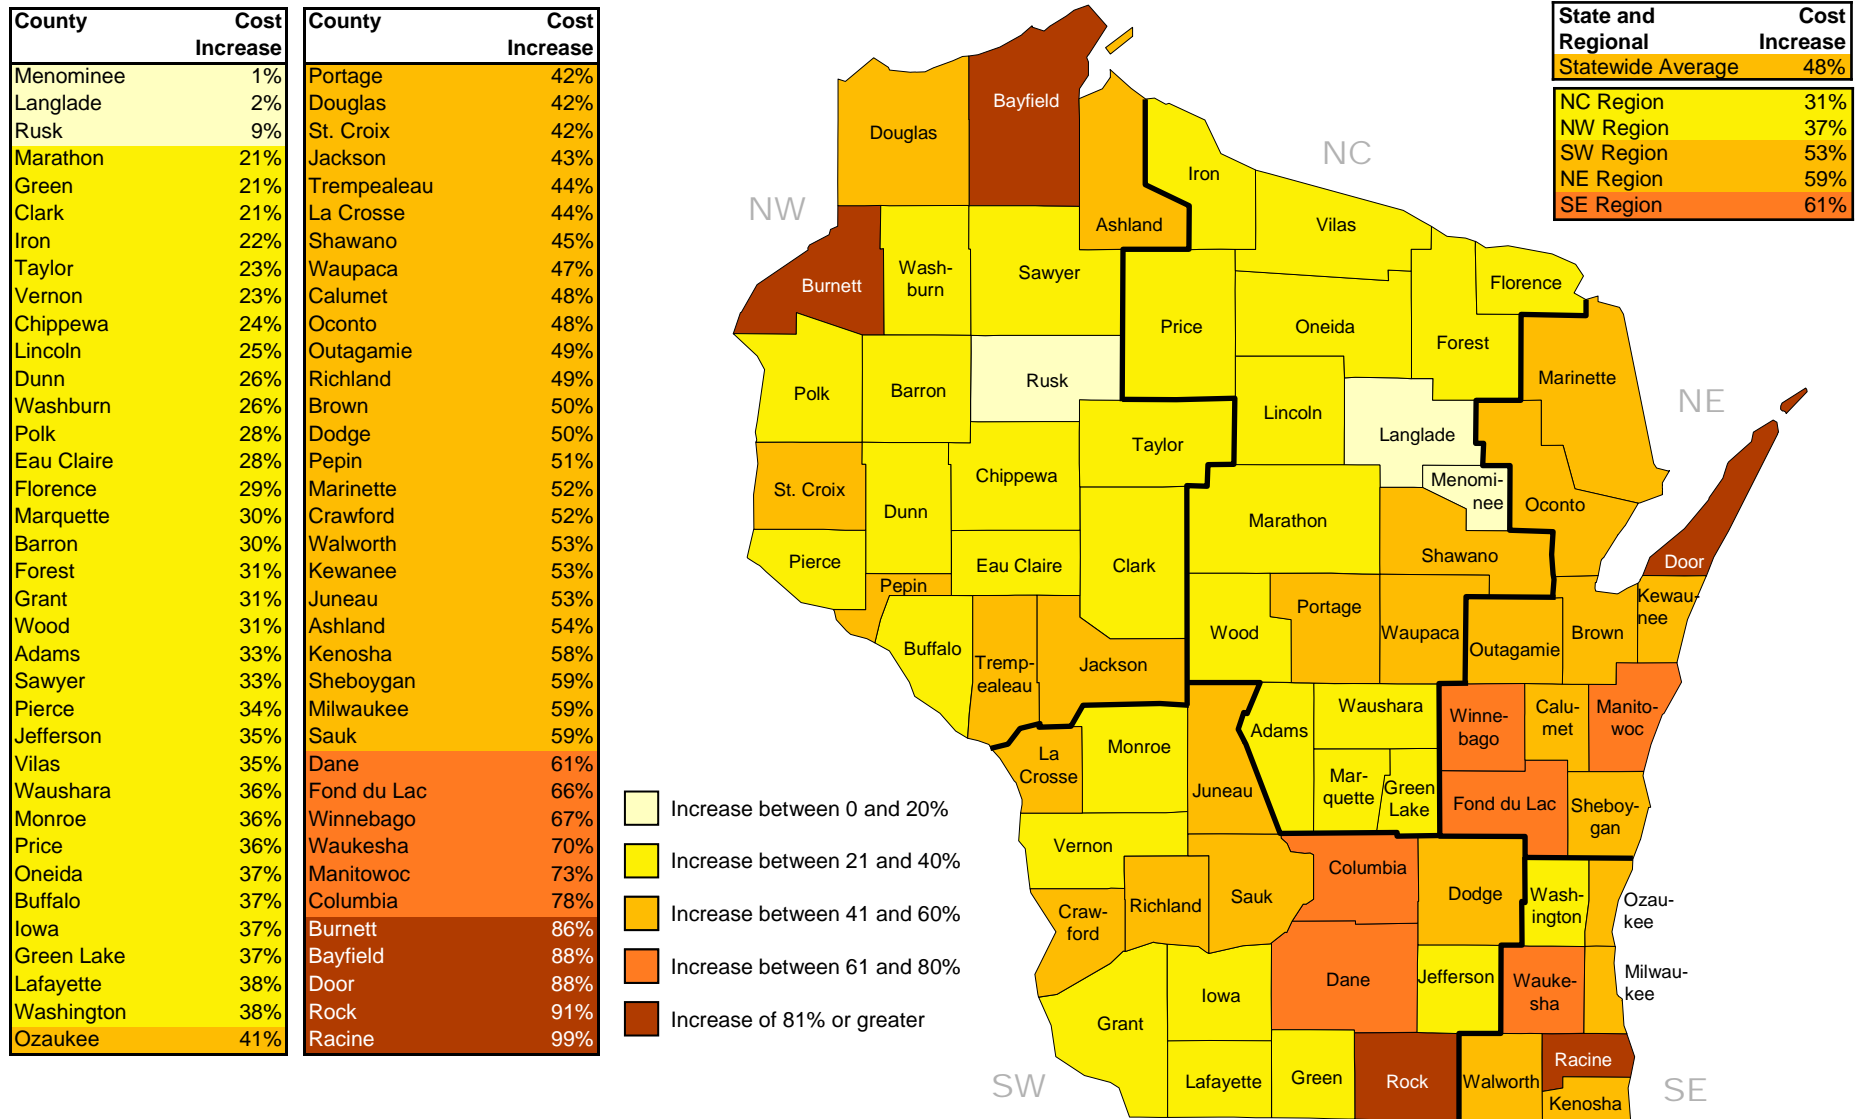 County Cost
Increase
Menominee 1%
Langlade 2%
Rusk 9%
Marathon 21%
Green 21%
Clark 21%
Iron 22%
Taylor 23%
Vernon 23%
Chippewa 24%
Lincoln 25%
Dunn 26%
Washburn 26%
Polk 28%
Eau Claire 28%
Florence 29%
Marquette 30%
Barron 30%
Forest 31%
Grant 31%
Wood 31%
Adams 33%
Sawyer 33%
Pierce 34%
Jefferson 35%
Vilas 35%
Waushara 36%
Monroe 36%
Price 36%
Oneida 37%
Buffalo 37%
Iowa 37%
Green Lake 37%
Lafayette 38%
Washington 38%
Ozaukee 41%
County Cost
Increase
Portage 42%
Douglas 42%
St. Croix 42%
Jackson 43%
Trempealeau 44%
La Crosse 44%
Shawano 45%
Waupaca 47%
Calumet 48%
Oconto 48%
Outagamie 49%
Richland 49%
Brown 50%
Dodge 50%
Pepin 51%
Marinette 52%
Crawford 52%
Walworth 53%
Kewanee 53%
Juneau 53%
Ashland 54%
Kenosha 58%
Sheboygan 59%
Milwaukee 59%
Sauk 59%
Dane 61%
Fond du Lac 66%
Winnebago 67%
Waukesha 70%
Manitowoc 73%
Columbia 78%
Burnett 86%
Bayfield 88%
Door 88%
Rock 91%
Racine 99%
State and Cost
Regional Increase
Statewide Average 48%
NC Region 31%
NW Region 37%
SW Region 53%
NE Region 59%
SE Region 61%
Increase between 0 and 20%
Increase between 21 and 40%
Increase between 41 and 60%
Increase between 61 and 80%
Increase of 81% or greater
NW
NC
NE
SW
SE
Bayfield
Douglas
Iron
Ashland
Vilas
Burnett
Wash-
burn
Sawyer
Florence
Price
Oneida
Forest
Marinette
Polk
Barron
Rusk
Lincoln
Langlade
Taylor
St. Croix
Chippewa
Menomi-
nee
Dunn
Marathon
Oconto
Pierce
Eau Claire
Clark
Shawano
Door
Pepin
Portage
Kewau-
nee
Buffalo
Wood
Waupaca
Outagamie
Brown
Tremp-
ealeau
Jackson
Adams
Waushara
Winne-
bago
Calu-
met
Manito-
woc
La
Crosse
Monroe
Juneau
Mar-
quette
Green
Lake
Fond du Lac
Sheboy-
gan
Vernon
Columbia
Craw-
ford
Richland
Sauk
Dodge
Wash-
ington
Ozau-
kee
Grant
Iowa
Dane
Jefferson
Wauke-
sha
Milwau-
kee
Lafayette
Green
Rock
Walworth
Racine
Kenosha